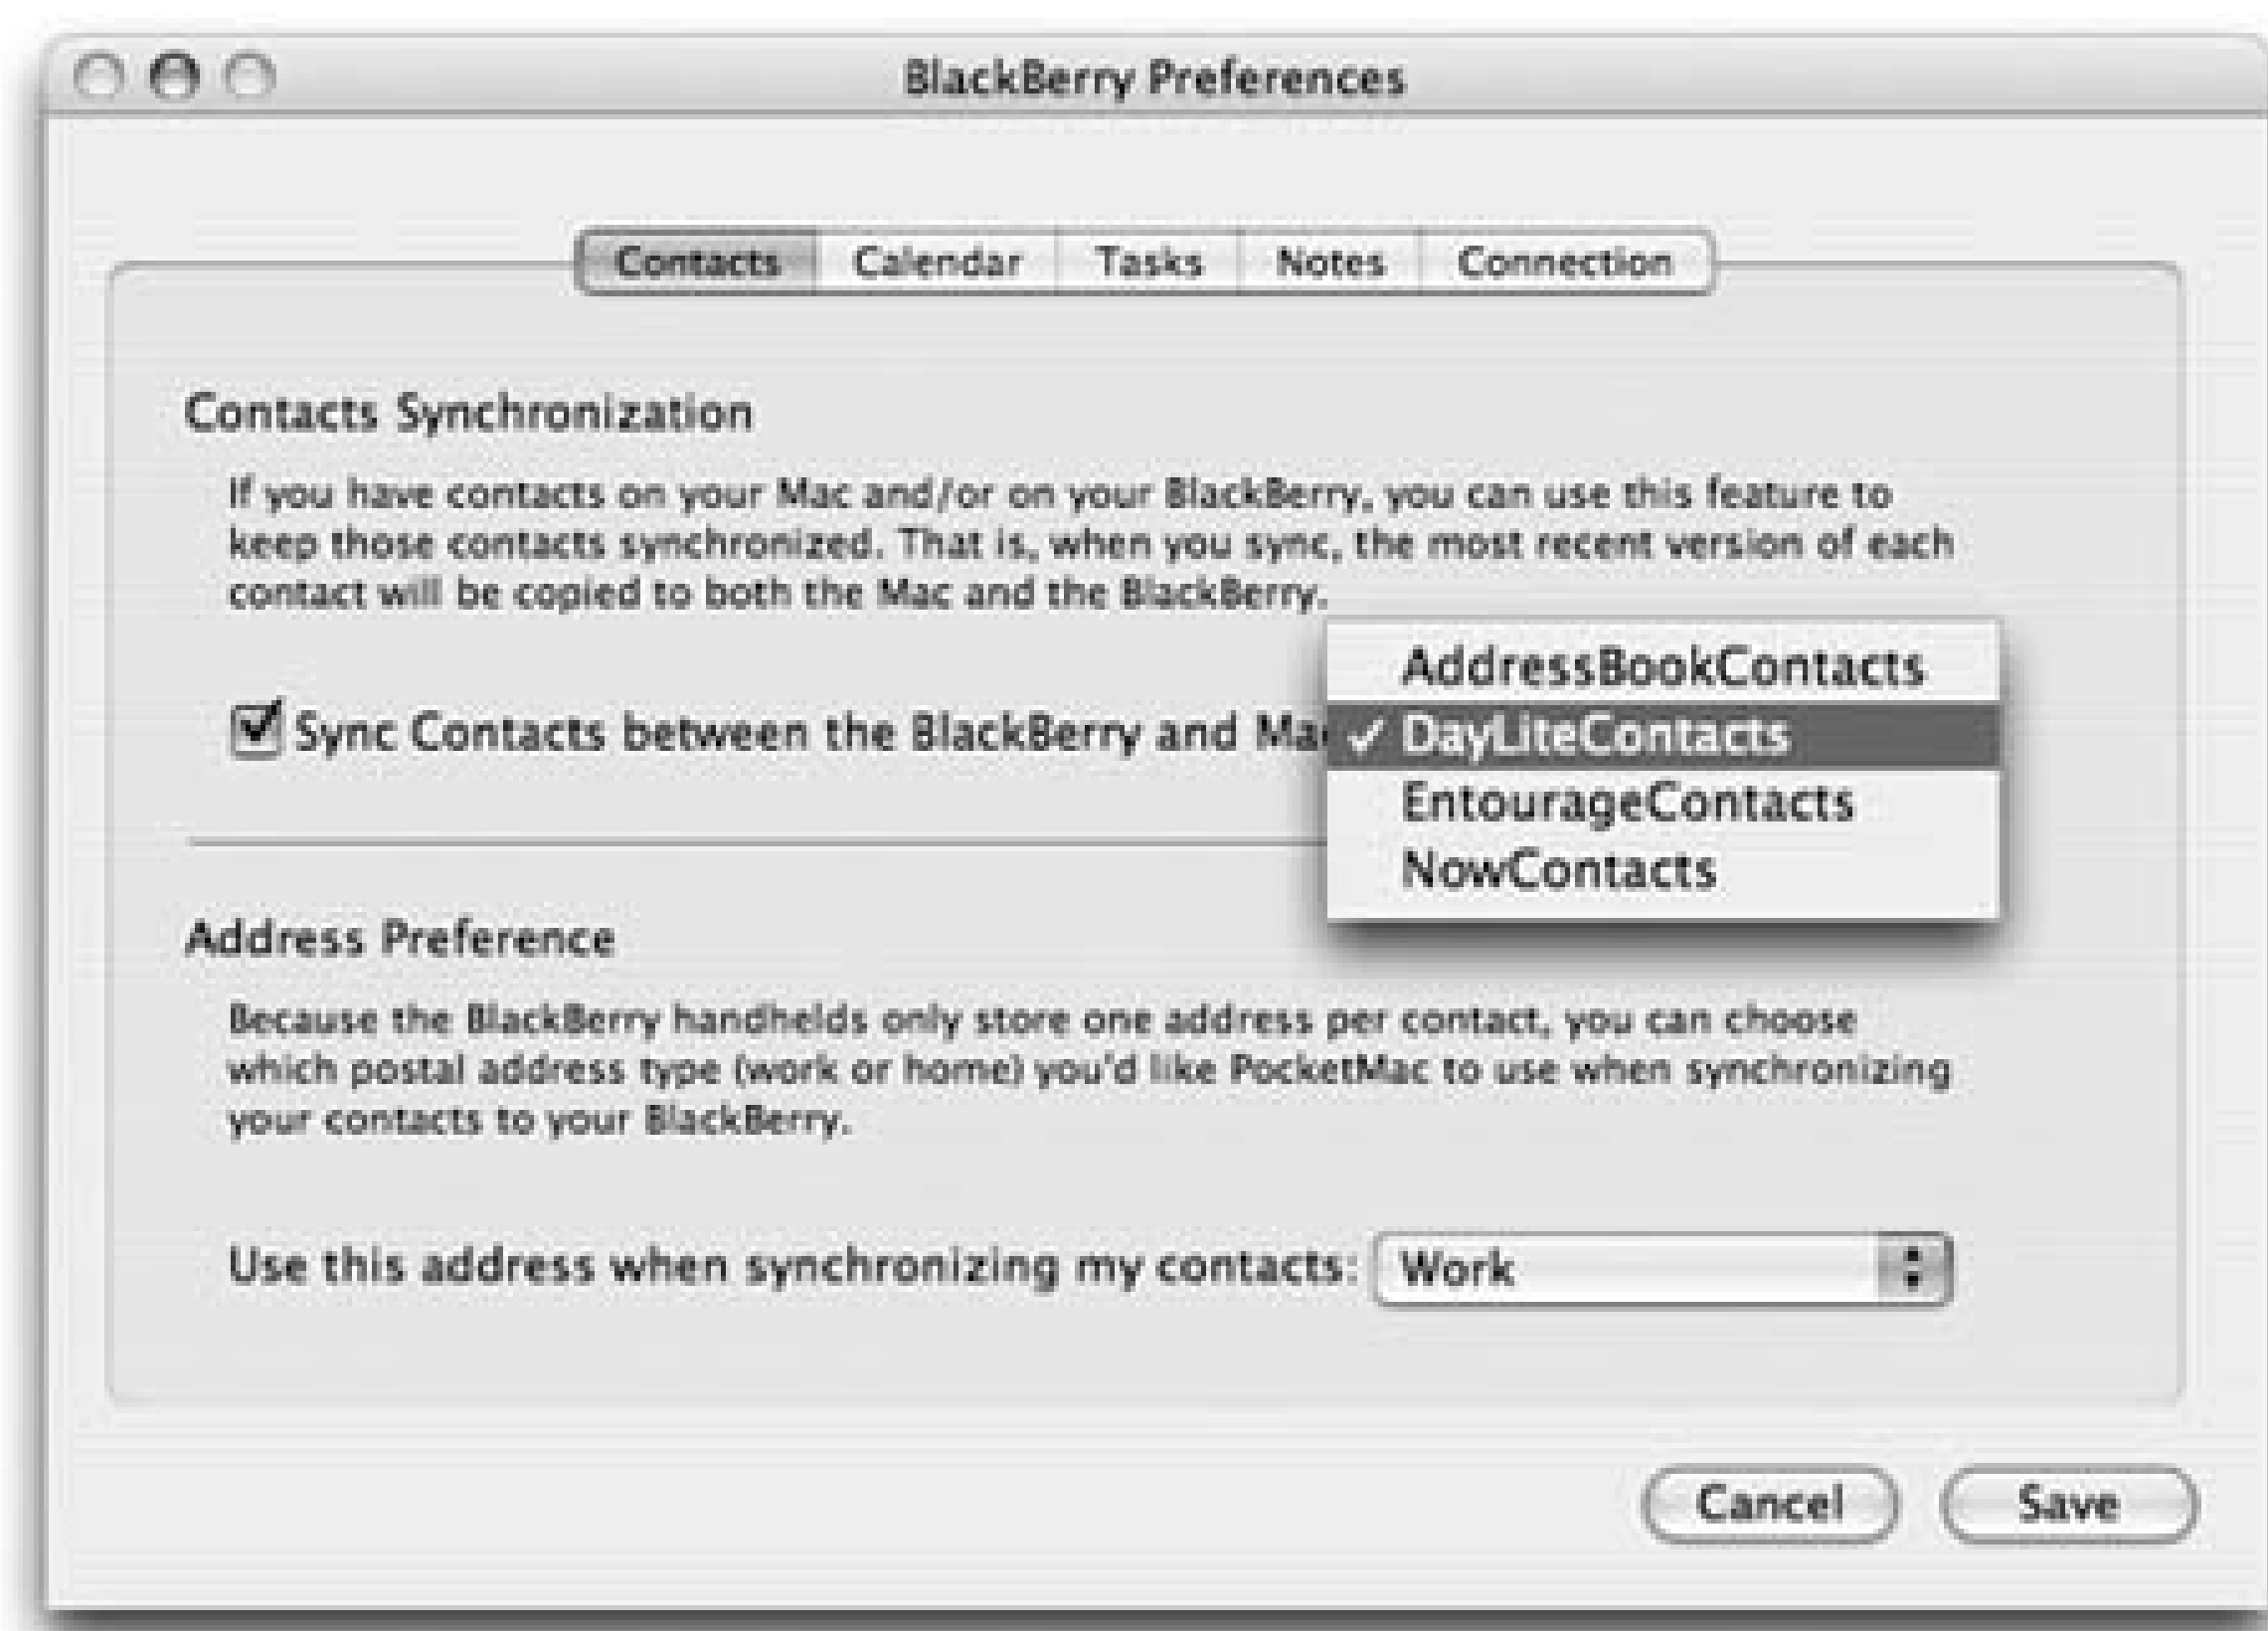 BlackBerry Preferences
Contacts Calendar Tasks Notes Connection
Contacts Synchronization
If you have contacts on your Mac and/or on your BlackBerry, you can use this feature to
keep those contacts synchronized. That is, when you sync, the most recent version of each
contact will be copied to both the Mac and the BlackBerry.
AddressBookContacts
Sync Contacts between the BlackBerry and Ma ✓ DayLiteContacts
EntourageContacts
NowContacts
Address Preference
Because the BlackBerry handhelds only store one address per contact, you can choose
which postal address type (work or home) you'd like PocketMac to use when synchronizing
your contacts to your BlackBerry.
Use this address when synchronizing my contacts: Work
Cancel Save